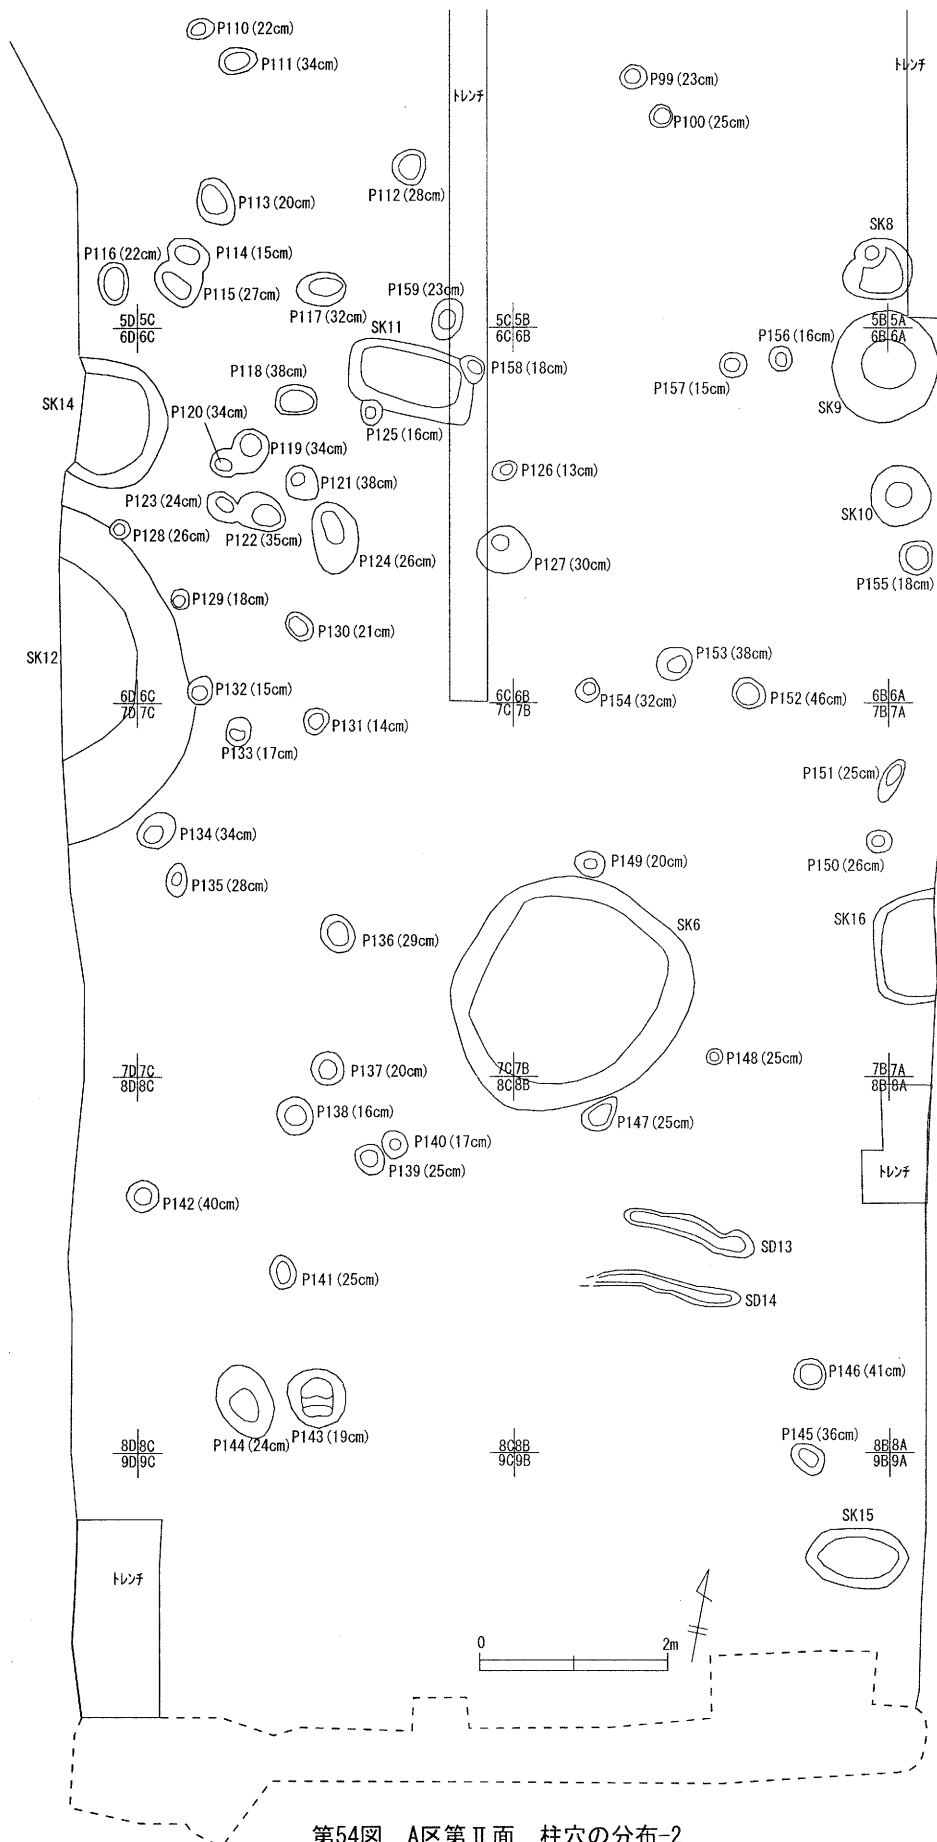 P110(22cm)
P111(34cm)
トレンチ
P99(23cm)
P100(25cm)
トレンチ
P112(28cm)
P113(20cm)
SK8
P116(22cm)
P114(15cm)
P115(27cm)
P117(32cm)
P159(23cm)
SK11
5D 5C
6D 6C
5C 5B
6C 6B
5B 5A
6B 6A
P156(16cm)
P157(15cm)
SK9
P158(18cm)
P118(38cm)
SK14
P120(34cm)
P125(16cm)
P119(34cm)
P121(38cm)
P126(13cm)
P123(24cm)
P122(35cm)
P128(26cm)
P124(26cm)
P127(30cm)
SK10
P155(18cm)
P129(18cm)
P130(21cm)
SK12
P153(38cm)
P132(15cm)
P154(32cm)
P152(46cm)
6D 6C
7D 7C
6C 6B
7C 7B
6B 6A
7B 7A
P131(14cm)
P133(17cm)
P151(25cm)
P134(34cm)
P150(26cm)
P149(20cm)
P135(28cm)
P136(29cm)
SK6
SK16
P148(25cm)
7D 7C
8D 8C
7C 7B
8C 8B
7B 7A
8B 8A
P137(20cm)
P138(16cm)
P147(25cm)
P140(17cm)
P139(25cm)
トレンチ
P142(40cm)
SD13
P141(25cm)
SD14
P146(41cm)
P144(24cm)
P143(19cm)
P145(36cm)
8D 8C
9D 9C
8C 8B
9C 9B
8B 8A
9B 9A
SK15
トレンチ
0 2m
第54図 A区第Ⅱ面 柱穴の分布-2